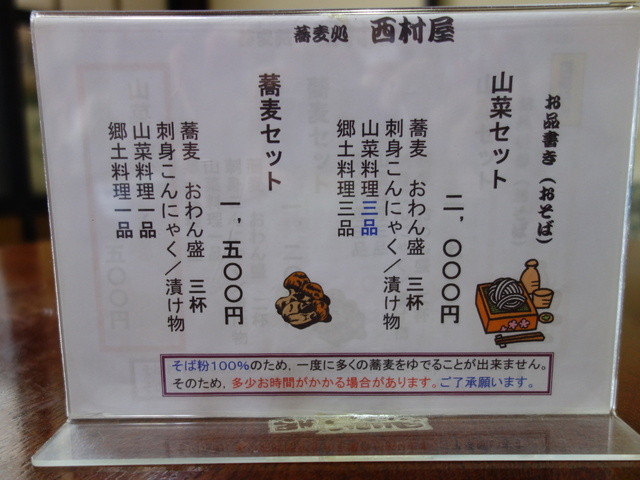 蕎麦処 西村屋
お品書き(おそば)
山菜セット
二,〇〇〇円
蕎麦 おわん盛 三杯
刺身こんにゃく/漬け物
山菜料理三品
郷土料理三品
蕎麦セット
一,五〇〇円
蕎麦 おわん盛 三杯
刺身こんにゃく/漬け物
山菜料理一品
郷土料理一品
そば粉100%のため,一度に多くの蕎麦をゆでることが出来ません。
そのため,多少お時間がかかる場合があります。ご了承願います。